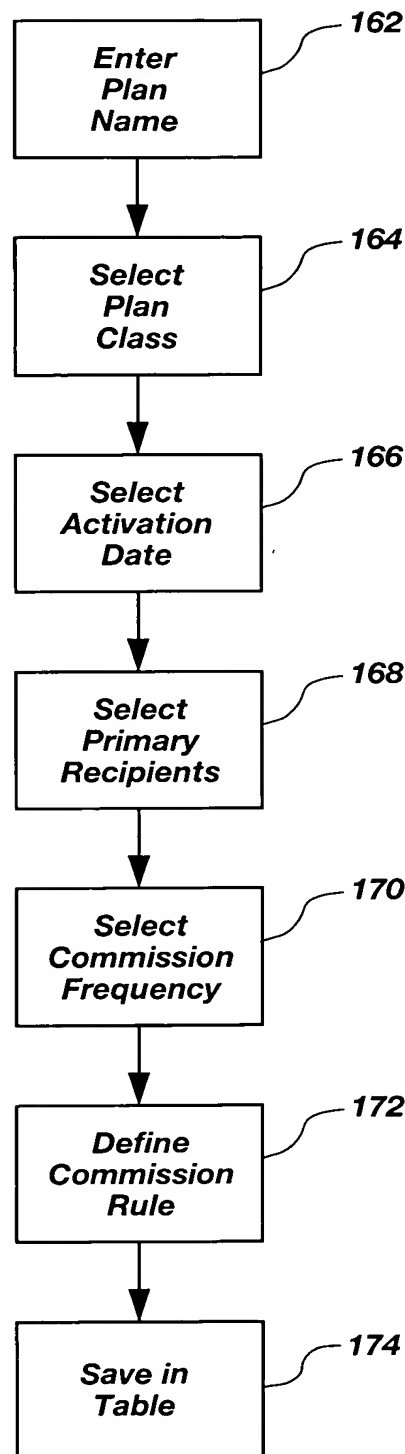 Enter
Plan
Name
162
Select
Plan
Class
164
Select
Activation
Date
166
Select
Primary
Recipients
168
Select
Commission
Frequency
170
Define
Commission
Rule
172
Save in
Table
174